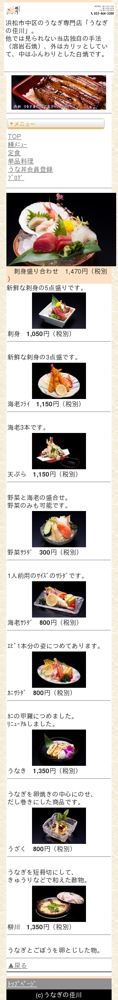 佳川
053-464-5300
浜松市中区のうなぎ専門店「うなぎ
の佳川」。
他では見られない当店独自の手法
（溶岩石焼）、外はカリッとしてい
て、中はふんわりとした白焼です。
▼メニュー
TOP
鰻ﾒﾆｭｰ
定食
単品料理
うな丼会員登録
ﾌﾞﾛｸﾞ
刺身盛り合わせ　1,470円（税別
）
新鮮な刺身の5点盛りです。
刺身　1,050円（税別）
新鮮な刺身の3点盛です。
海老ﾌﾗｲ　1,150円（税別）
海老3本です。
天ぷら　1,150円（税別）
野菜と海老の盛合せ。
野菜のみも可能です。
野菜ｻﾗﾀﾞ　300円（税別）
1人前用のｻｲｽﾞのｻﾗﾀﾞです。
海老ｻﾗﾀﾞ　800円（税別）
ｴﾋﾞ1本分の姿につめてあります。
ｶﾆｻﾗﾀﾞ　800円（税別）
ｶﾆの甲羅につめました。
ﾘﾆｭｰｱﾙしました。
うなき　1,350円（税別）
うなぎを卵焼きの中心にのせ、
だし巻きにした商品です。
うざく　800円（税別）
うなぎを短冊切にして、
きゅうりなどで和えた酢物。
柳川　1,350円（税別）
うなぎとごぼうを卵とじした物。
▲戻る
ﾄｯﾌﾟﾍﾟｰｼﾞ
(c)うなぎの佳川